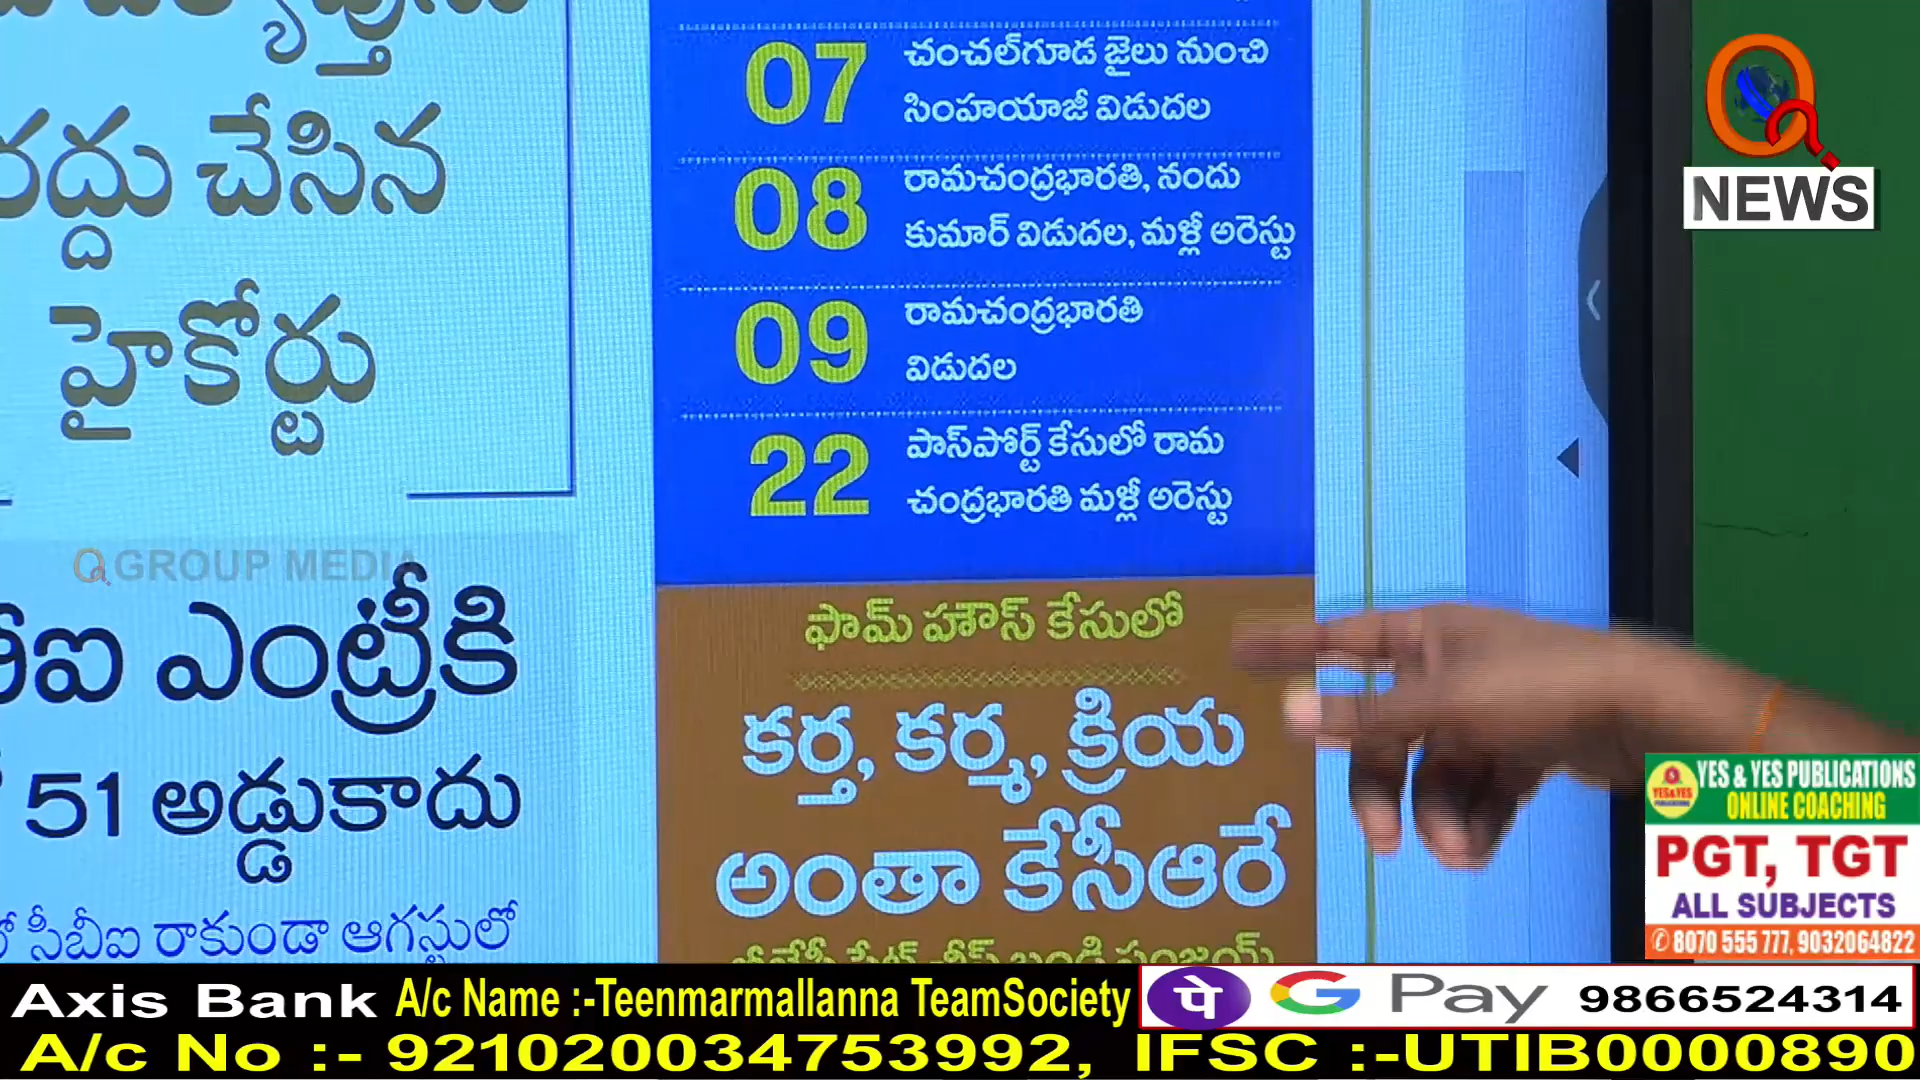 రద్దు చేసిన
హైకోర్టు
GROUP MEDIA
ఎంట్రీకి
51 అడ్డుకాదు
సీబీఐ రాకుండా ఆగస్టులో
07 చంచల్‌గూడ జైలు నుంచి
సింహయాజీ విడుదల
08 రామచంద్రభారతి, నందు
కుమార్ విడుదల, మళ్లీ అరెస్టు
09 రామచంద్రభారతి
విడుదల
22 పాస్‌పోర్ట్ కేసులో రామ
చంద్రభారతి మళ్లీ అరెస్టు
ఫామ్ హౌస్ కేసులో
కర్త, కర్మ, క్రియ
అంతా కేసీఆరే
Q NEWS
YES & YES PUBLICATIONS
ONLINE COACHING
PGT, TGT
ALL SUBJECTS
8070 555 777, 9032064822
Axis Bank A/c Name :-Teenmarmallanna TeamSociety పే G Pay 9866524314
A/c No :- 921020034753992, IFSC :-UTIB0000890